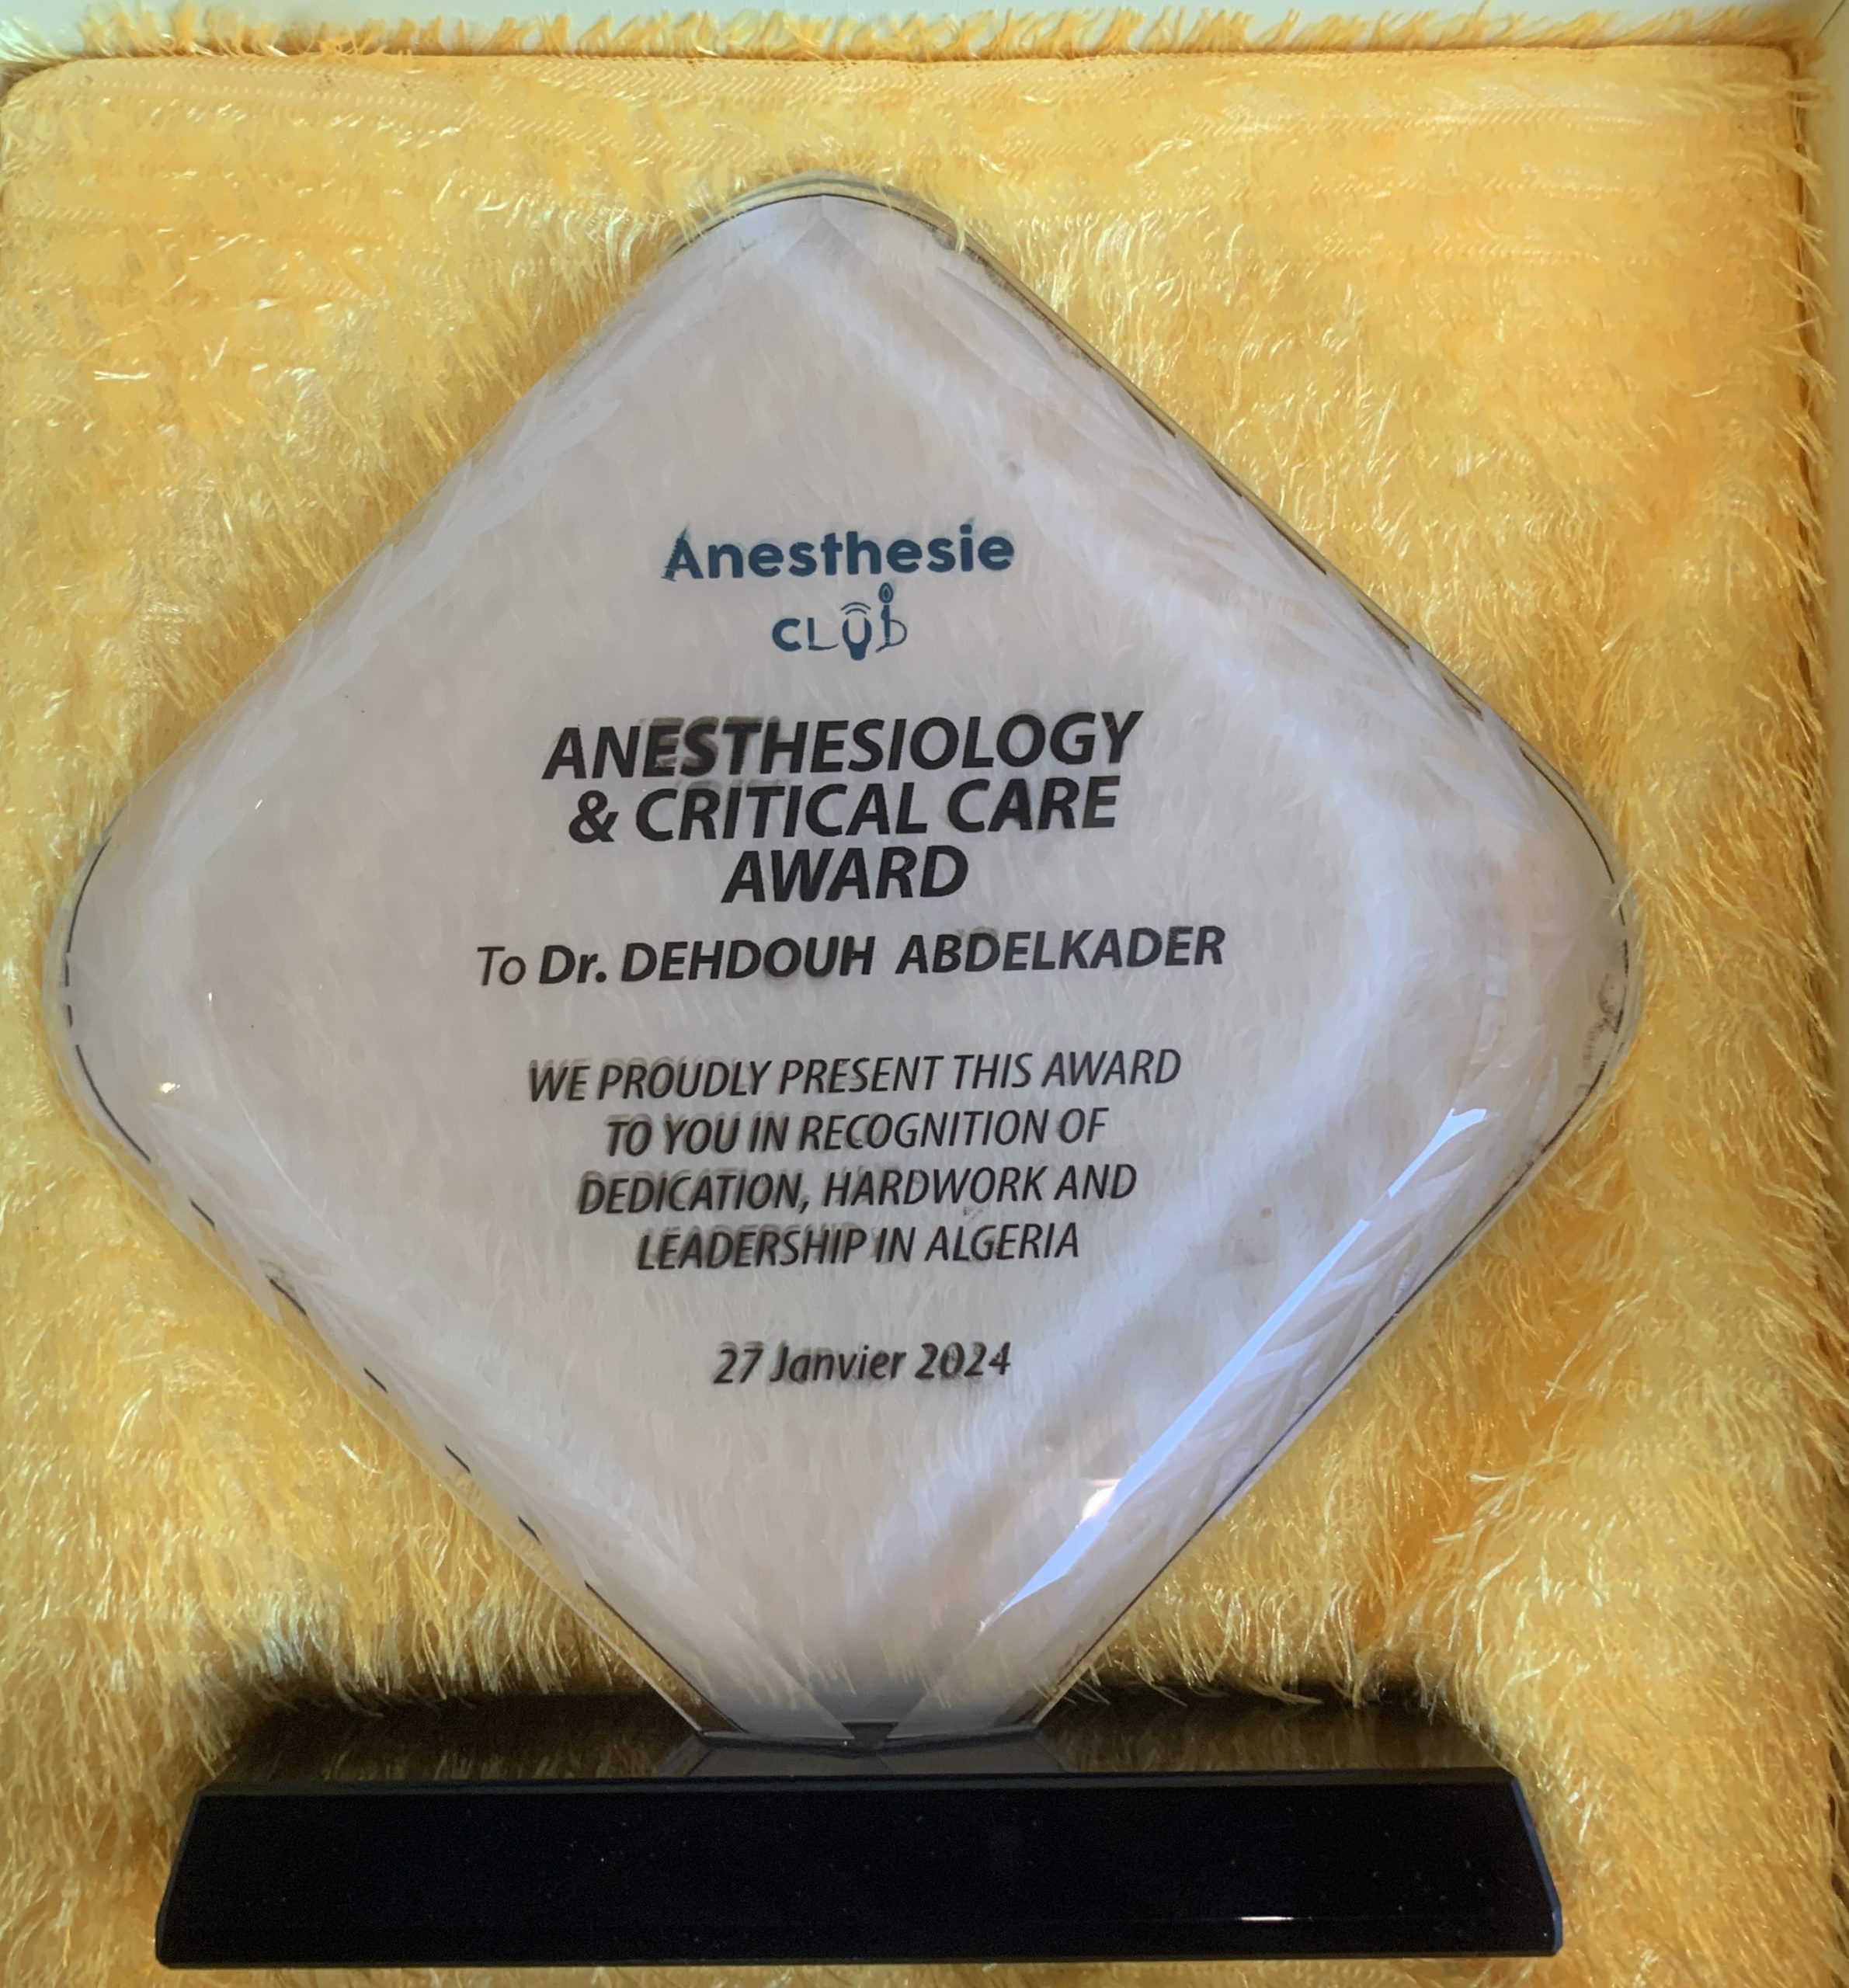 Anesthesie
CLUb
ANESTHESIOLOGY
& CRITICAL CARE
AWARD
To Dr. DEHDOUH ABDELKADER
WE PROUDLY PRESENT THIS AWARD
TO YOU IN RECOGNITION OF
DEDICATION, HARDWORK AND
LEADERSHIP IN ALGERIA
27 Janvier 2024